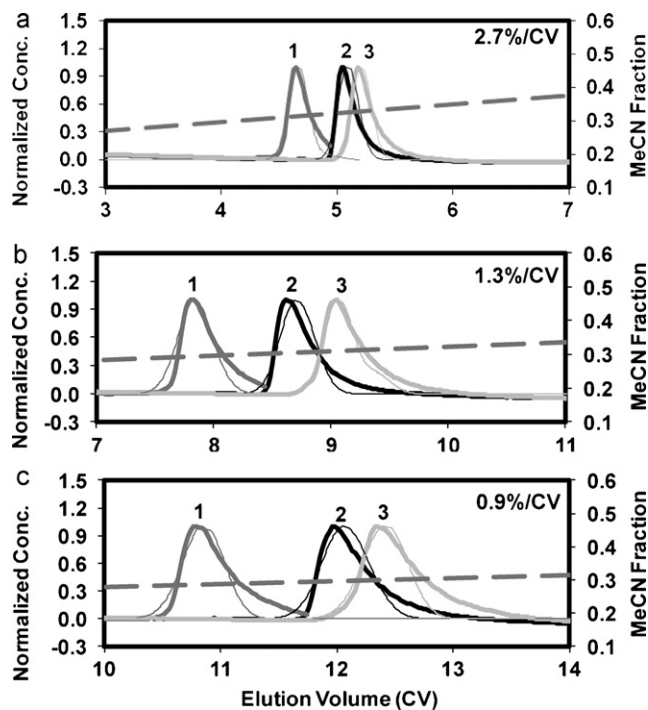 a
Normalized Conc.
1.5
1.2
0.9
0.6
0.3
0.0
-0.3
1 2 3
2.7%/CV
0.6
0.5
0.4
0.3
0.2
0.1
MeCN Fraction
3 4 5 6 7
b
Normalized Conc.
1.5
1.2
0.9
0.6
0.3
0.0
-0.3
1 2 3
1.3%/CV
0.6
0.5
0.4
0.3
0.2
0.1
MeCN Fraction
7 8 9 10 11
c
Normalized Conc.
1.5
1.2
0.9
0.6
0.3
0.0
-0.3
1 2 3
0.9%/CV
0.6
0.5
0.4
0.3
0.2
0.1
MeCN Fraction
10 11 12 13 14
Elution Volume (CV)